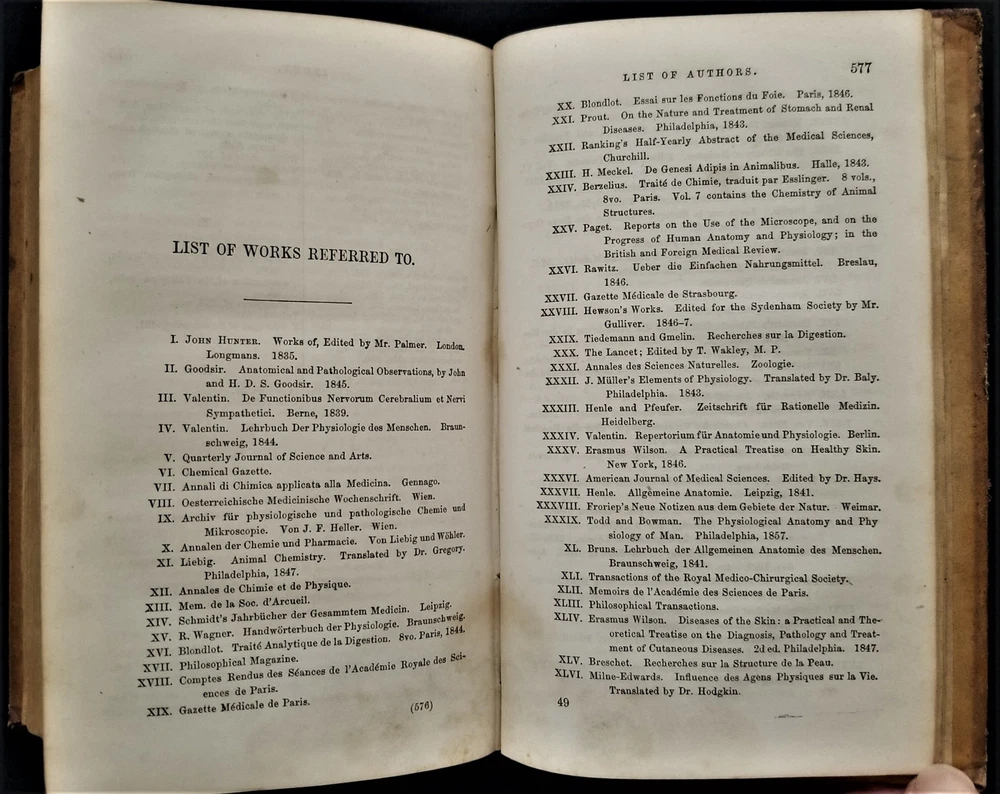 LIST OF WORKS REFERRED TO.
I. JOHN HUNTER. Works of, Edited by Mr. Palmer. London.
Longmans. 1835.
II. Goodsir. Anatomical and Pathological Observations, by John
and H. D. S. Goodsir. 1845.
III. Valentin. De Functionibus Nervorum Cerebralium et Nervi
Sympathetici. Berne, 1839.
IV. Valentin. Lehrbuch Der Physiologie des Menschen. Braun-
schweig, 1844.
V. Quarterly Journal of Science and Arts.
VI. Chemical Gazette.
VII. Annali di Chimica applicata alla Medicina. Gennago.
VIII. Oesterreichische Medicinische Wochenschrift. Wien.
IX. Archiv für physiologische und pathologische Chemie und
Mikroscopie. Von J. F. Heller. Wien.
X. Annalen der Chemie und Pharmacie. Von Liebig und Wöhler.
XI. Liebig. Animal Chemistry. Translated by Dr. Gregory.
Philadelphia, 1847.
XII. Annales de Chimie et de Physique.
XIII. Mem. de la Soc. d'Arcueil.
XIV. Schmidt's Jahrbücher der Gesammtem Medicin. Leipzig.
XV. R. Wagner. Handwörterbuch der Physiologie. Braunschweig.
XVI. Blondlot. Traité Analytique de la Digestion. 8vo. Paris, 1844.
XVII. Philosophical Magazine.
XVIII. Comptes Rendus des Séances de l'Académie Royale des Sci-
ences de Paris.
XIX. Gazette Médicale de Paris.
(576)
LIST OF AUTHORS. 577
XX. Blondlot. Essai sur les Fonctions du Foie. Paris, 1846.
XXI. Prout. On the Nature and Treatment of Stomach and Renal
Diseases. Philadelphia, 1843.
XXII. Ranking's Half-Yearly Abstract of the Medical Sciences,
Churchill.
XXIII. H. Meckel. De Genesi Adipis in Animalibus. Halle, 1843.
XXIV. Berzelius. Traité de Chimie, traduit par Esslinger. 8 vols.,
8vo. Paris. Vol. 7 contains the Chemistry of Animal
Structures.
XXV. Paget. Reports on the Use of the Microscope, and on the
Progress of Human Anatomy and Physiology; in the
British and Foreign Medical Review.
XXVI. Rawitz. Ueber die Einfachen Nahrungsmittel. Breslau,
1846.
XXVII. Gazette Médicale de Strasbourg.
XXVIII. Hewson's Works. Edited for the Sydenham Society by Mr.
Gulliver. 1846-7.
XXIX. Tiedemann and Gmelin. Recherches sur la Digestion.
XXX. The Lancet; Edited by T. Wakley, M. P.
XXXI. Annales des Sciences Naturelles. Zoologie.
XXXII. J. Müller's Elements of Physiology. Translated by Dr. Baly.
Philadelphia. 1843.
XXXIII. Henle and Pfeufer. Zeitschrift für Rationelle Medizin.
Heidelberg.
XXXIV. Valentin. Repertorium für Anatomie und Physiologie. Berlin.
XXXV. Erasmus Wilson. A Practical Treatise on Healthy Skin.
New York, 1846.
XXXVI. American Journal of Medical Sciences. Edited by Dr. Hays.
XXXVII. Henle. Allgemeine Anatomie. Leipzig, 1841.
XXXVIII. Froriep's Neue Notizen aus dem Gebiete der Natur. Weimar.
XXXIX. Todd and Bowman. The Physiological Anatomy and Phy
siology of Man. Philadelphia, 1857.
XL. Bruns. Lehrbuch der Allgemeinen Anatomie des Menschen.
Braunschweig, 1841.
XLI. Transactions of the Royal Medico-Chirurgical Society.
XLII. Memoirs de l'Académie des Sciences de Paris.
XLIII. Philosophical Transactions.
XLIV. Erasmus Wilson. Diseases of the Skin: a Practical and The-
oretical Treatise on the Diagnosis, Pathology and Treat-
ment of Cutaneous Diseases. 2d ed. Philadelphia. 1847.
XLV. Breschet. Recherches sur la Structure de la Peau.
XLVI. Milne-Edwards. Influence des Agens Physiques sur la Vie.
Translated by Dr. Hodgkin.
49